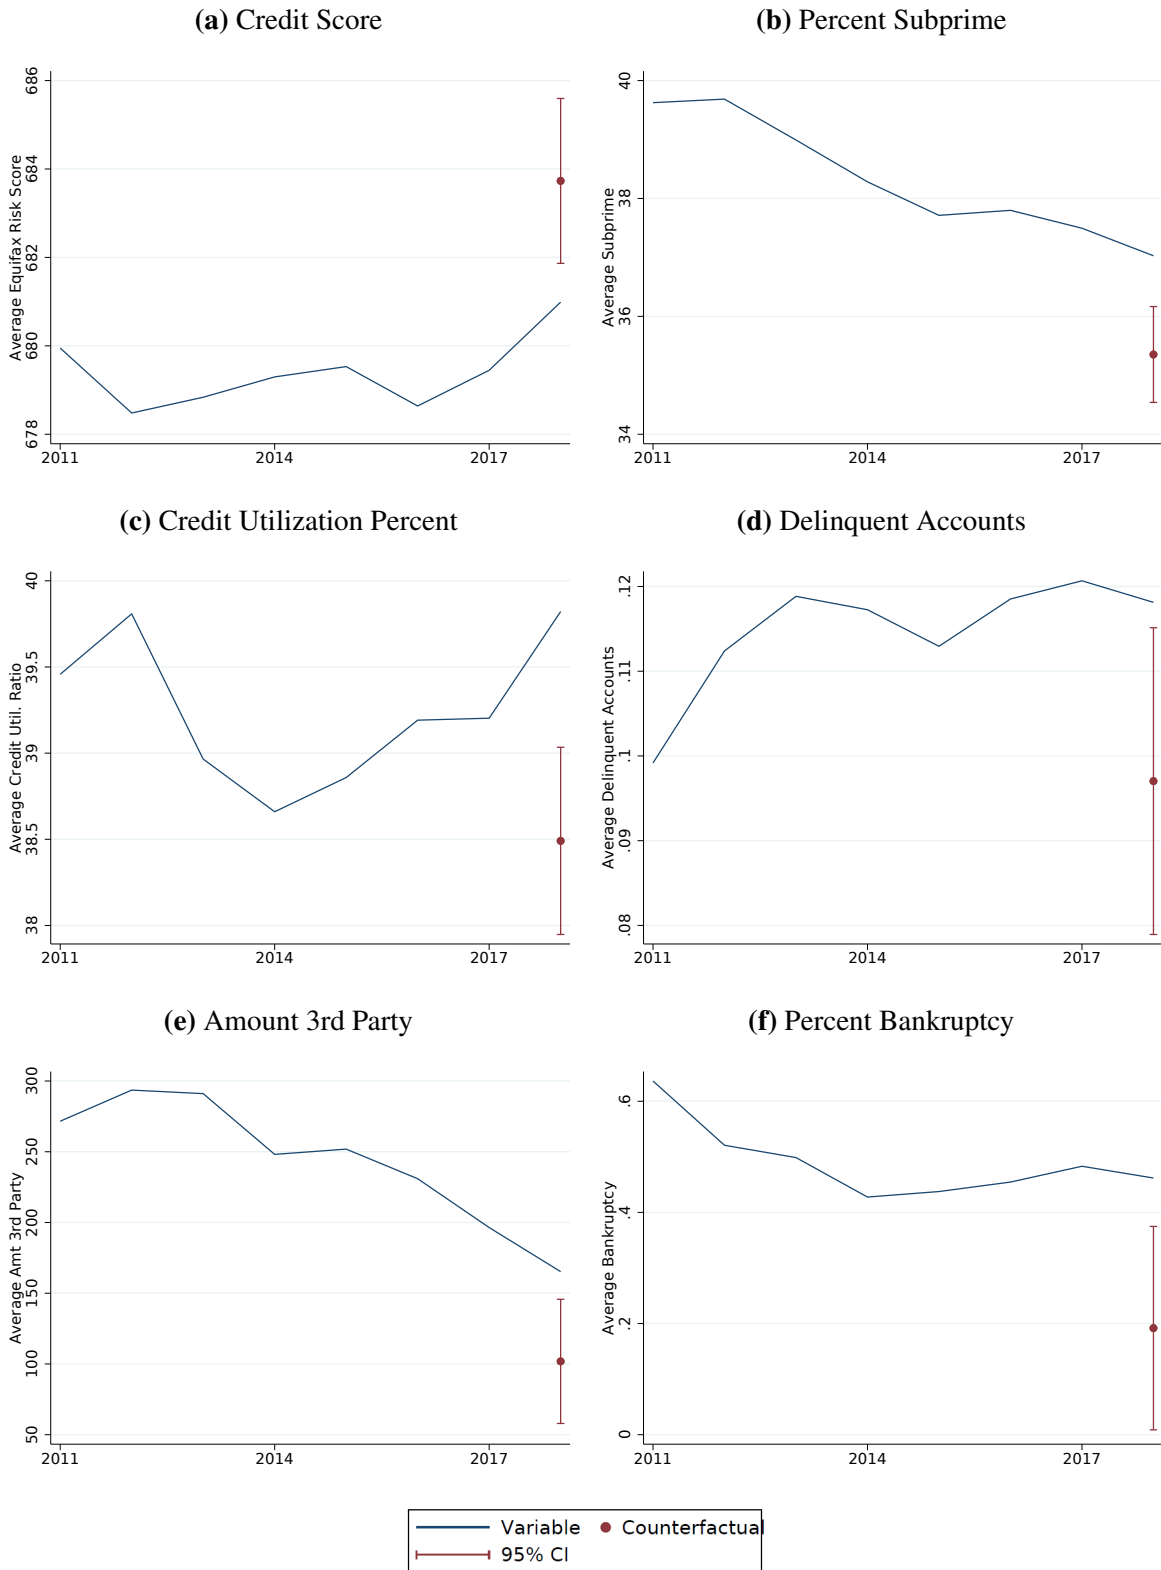 (a) Credit Score
Average Equifax Risk Score
686
684
682
680
678
2011 2014 2017
(b) Percent Subprime
Average Subprime
40
38
36
34
2011 2014 2017
(c) Credit Utilization Percent
Average Credit Util. Ratio
40
39.5
39
38.5
38
2011 2014 2017
(d) Delinquent Accounts
Average Delinquent Accounts
.12
.11
.1
.09
.08
2011 2014 2017
(e) Amount 3rd Party
Average Amt 3rd Party
300
250
200
150
100
50
2011 2014 2017
(f) Percent Bankruptcy
Average Bankruptcy
.6
.4
.2
0
2011 2014 2017
Variable Counterfactual
95% CI